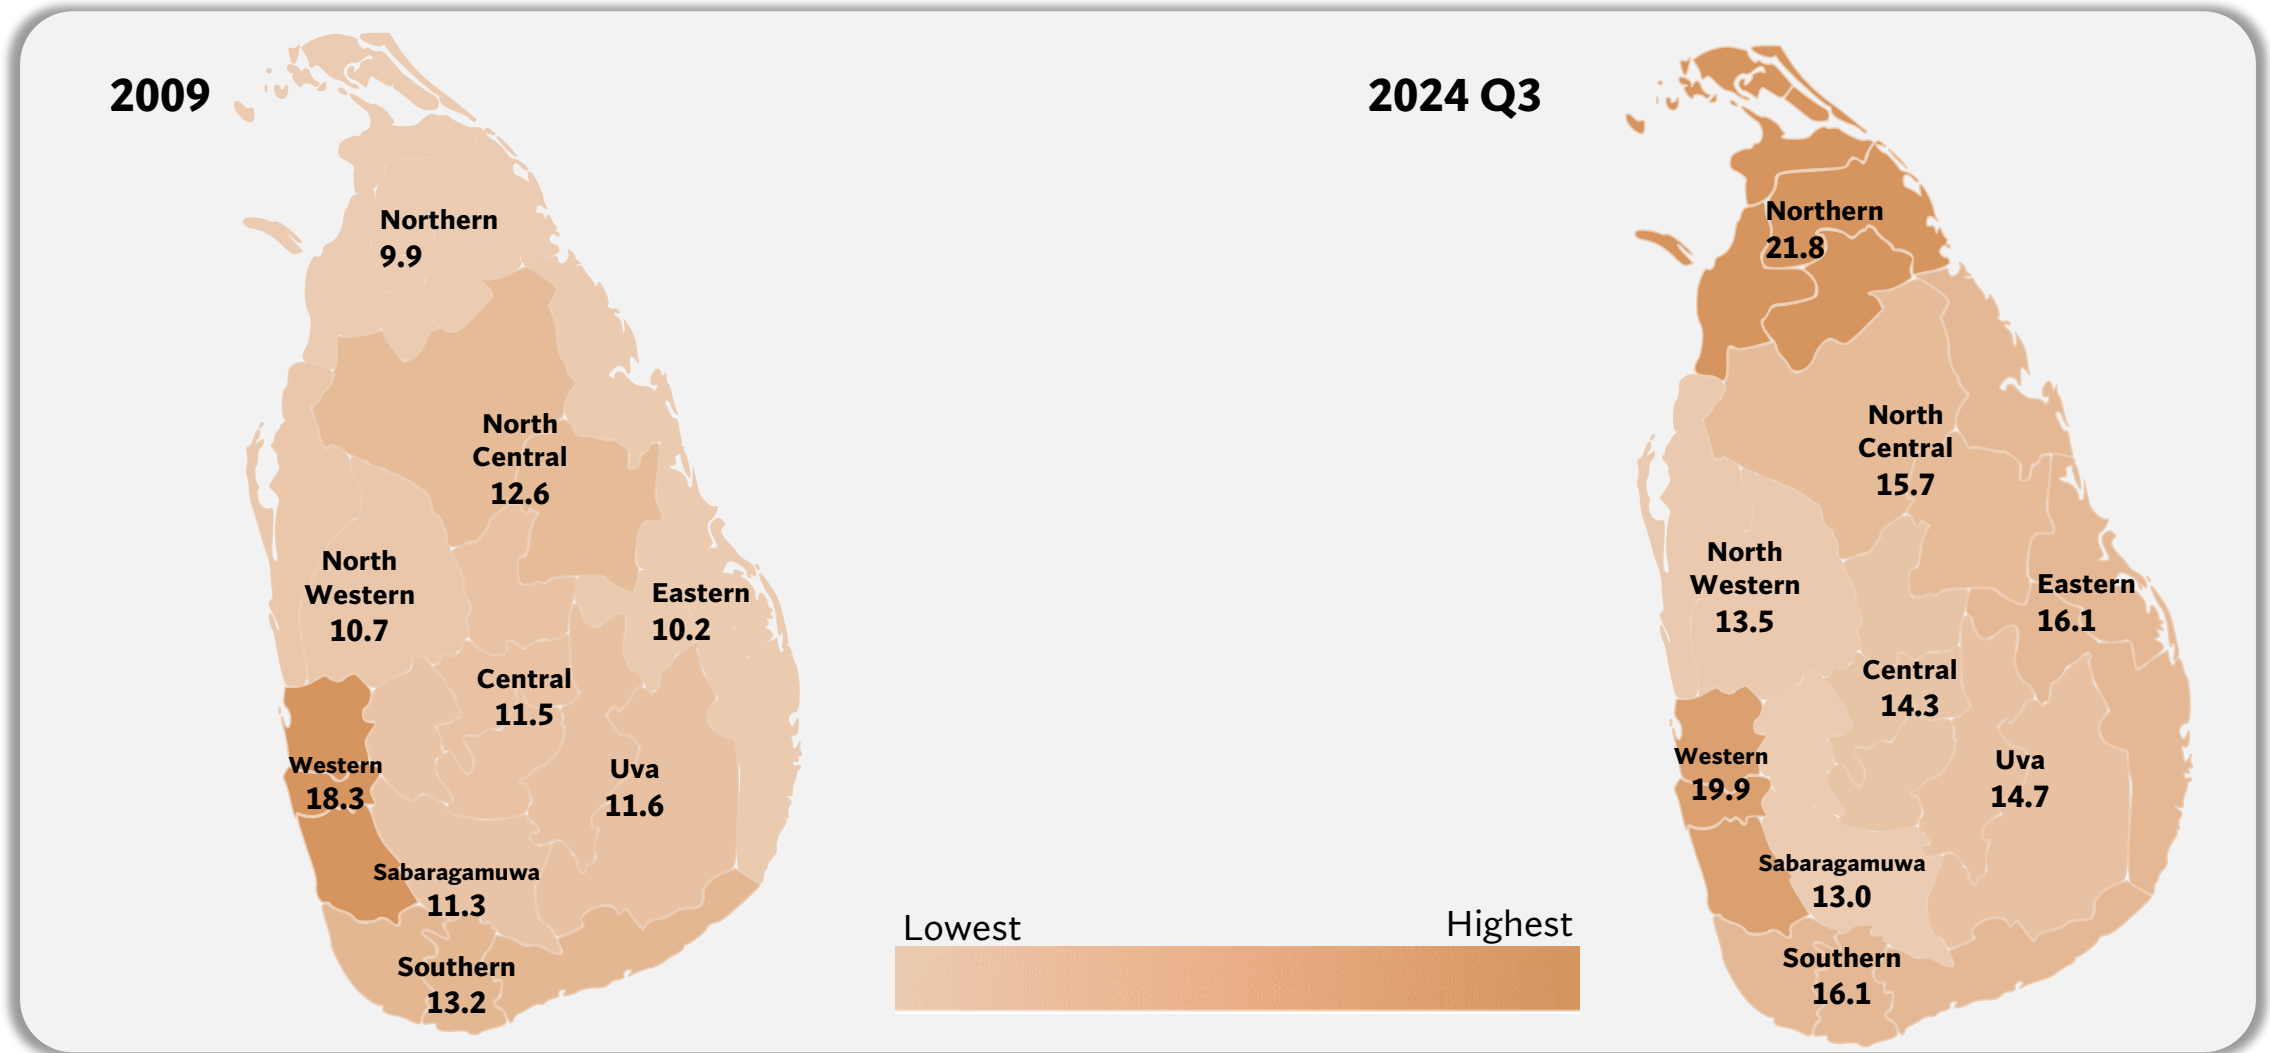 2009
Northern
9.9
North
Central
12.6
North
Western
10.7
Eastern
10.2
Central
11.5
Western
18.3
Uva
11.6
Sabaragamuwa
11.3
Southern
13.2
Lowest
Highest
2024 Q3
Northern
21.8
North
Central
15.7
North
Western
13.5
Eastern
16.1
Central
14.3
Western
19.9
Uva
14.7
Sabaragamuwa
13.0
Southern
16.1